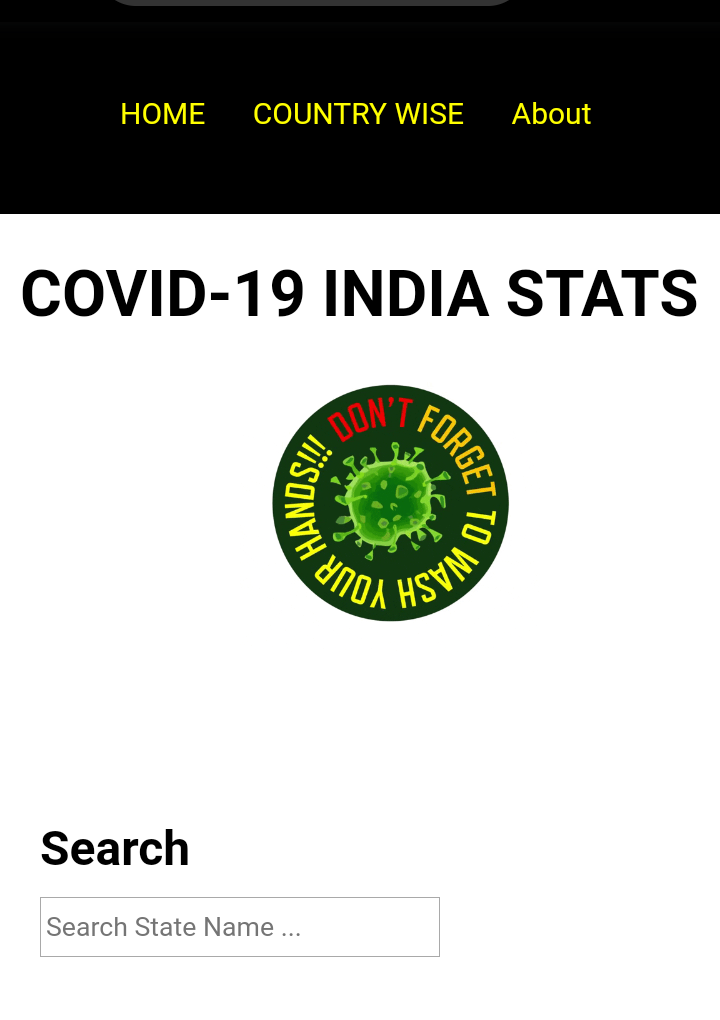 HOME COUNTRY WISE About
COVID-19 INDIA STATS
DON'T FORGET TO WASH YOUR HANDS!!!
Search
Search State Name ...